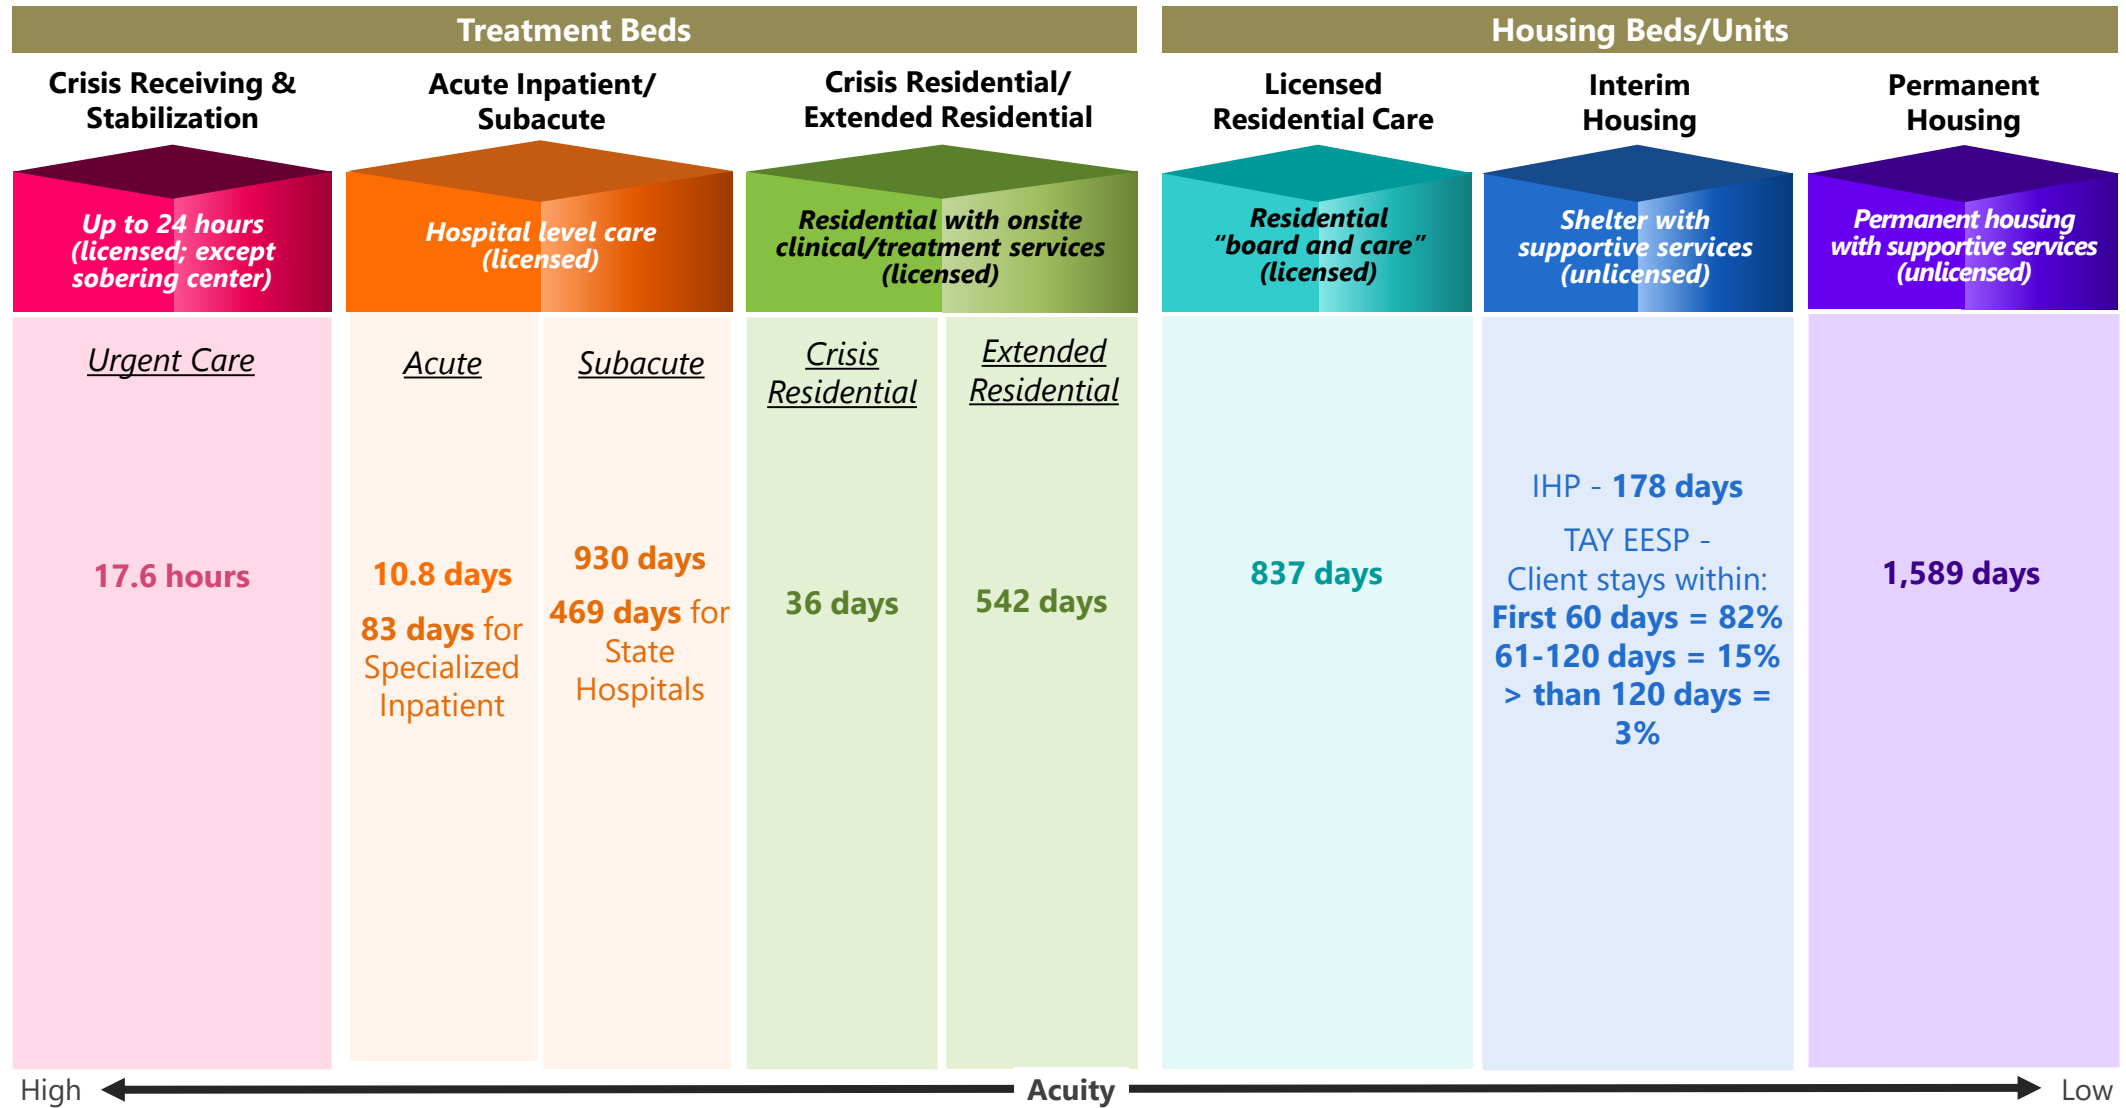 Treatment Beds
Housing Beds/Units
Crisis Receiving &
Stabilization
Acute Inpatient/
Subacute
Crisis Residential/
Extended Residential
Licensed
Residential Care
Interim
Housing
Permanent
Housing
Up to 24 hours
(licensed; except
sobering center)
Hospital level care
(licensed)
Residential with onsite
clinical/treatment services
(licensed)
Residential
“board and care”
(licensed)
Shelter with
supportive services
(unlicensed)
Permanent housing
with supportive services
(unlicensed)
Urgent Care
17.6 hours
Acute
10.8 days
83 days for
Specialized
Inpatient
Subacute
930 days
469 days for
State
Hospitals
Crisis
Residential
36 days
Extended
Residential
542 days
837 days
IHP - 178 days
TAY EESP -
Client stays within:
First 60 days = 82%
61-120 days = 15%
> than 120 days =
3%
1,589 days
High
Acuity
Low